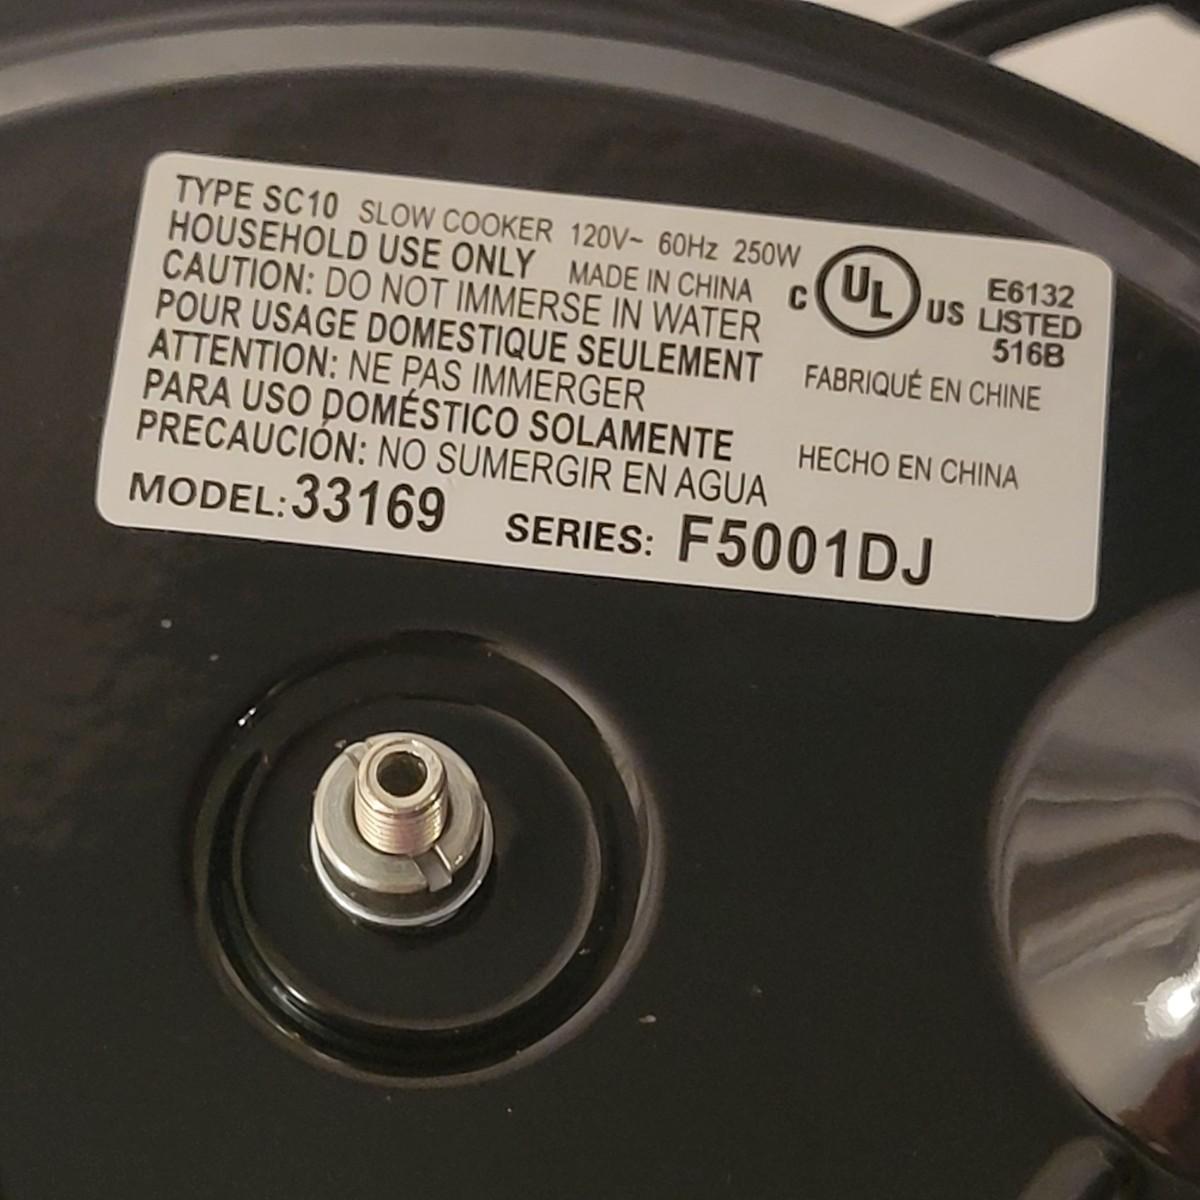 TYPE SC10 SLOW COOKER 120V~ 60Hz 250W
HOUSEHOLD USE ONLY MADE IN CHINA
CAUTION: DO NOT IMMERSE IN WATER
POUR USAGE DOMESTIQUE SEULEMENT
ATTENTION: NE PAS IMMERGER
PARA USO DOMÉSTICO SOLAMENTE
PRECAUCIÓN: NO SUMERGIR EN AGUA
MODEL: 33169 SERIES: F5001DJ
C UL US
E6132
LISTED
516B
FABRIQUÉ EN CHINE
HECHO EN CHINA